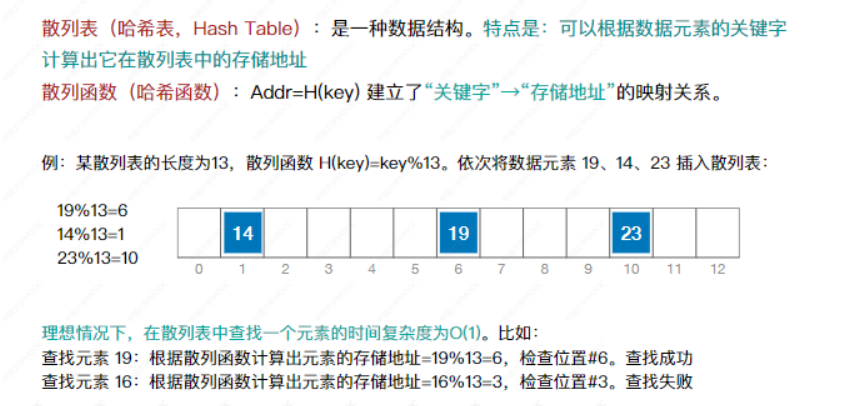 散列表（哈希表，Hash Table）：是一种数据结构。特点是：可以根据数据元素的关键字
计算出它在散列表中的存储地址
散列函数（哈希函数）：Addr=H(key) 建立了“关键字”→“存储地址”的映射关系。
例：某散列表的长度为13，散列函数 H(key)=key%13。依次将数据元素 19、14、23 插入散列表：
19%13=6
14%13=1
23%13=10
14 19 23
0 1 2 3 4 5 6 7 8 9 10 11 12
理想情况下，在散列表中查找一个元素的时间复杂度为O(1)。比如：
查找元素 19：根据散列函数计算出元素的存储地址=19%13=6，检查位置#6。查找成功
查找元素 16：根据散列函数计算出元素的存储地址=16%13=3，检查位置#3。查找失败